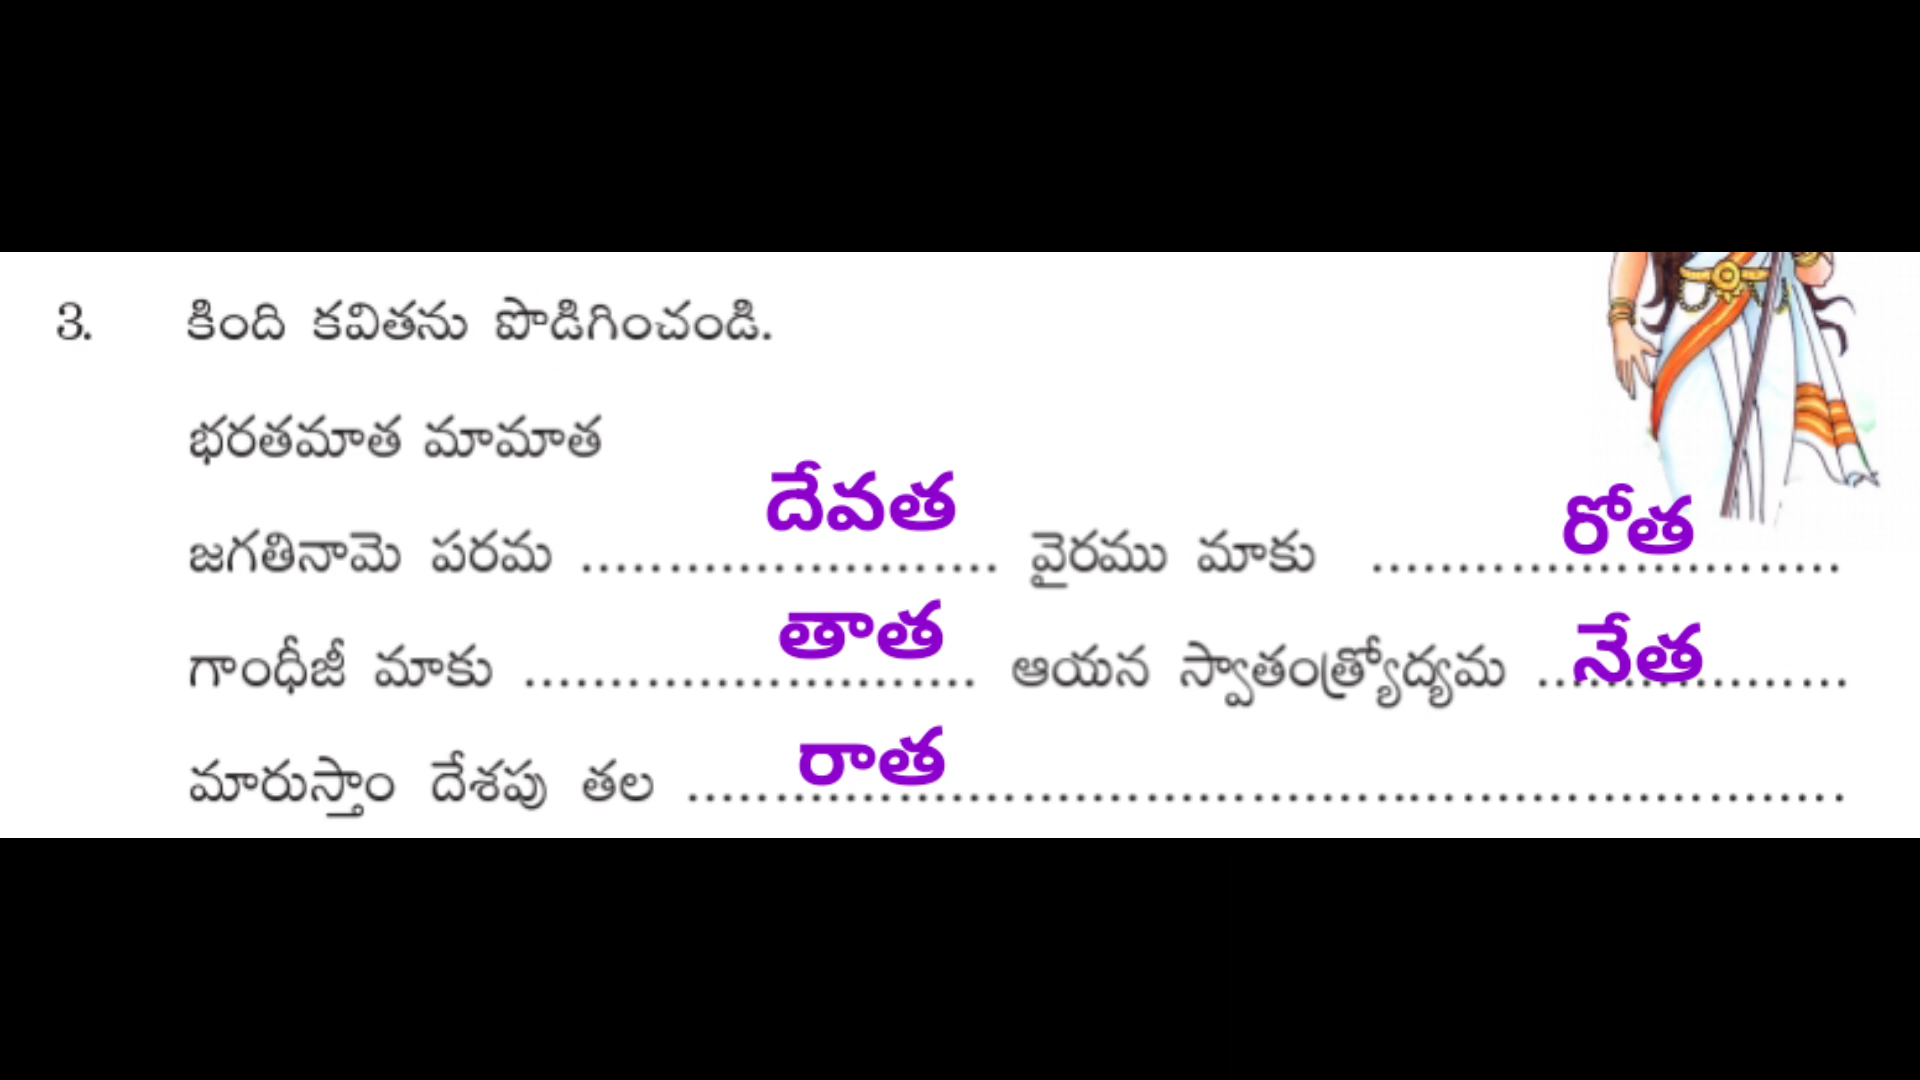 3. కింది కవితను పొడిగించండి.
భరతమాత మామాత
జగతినామె పరమ ........దేవత........ వైరము మాకు ........రోత........
గాంధీజీ మాకు ........తాత........ ఆయన స్వాతంత్ర్యోద్యమ ........నేత........
మారుస్తాం దేశపు తల ........రాత........